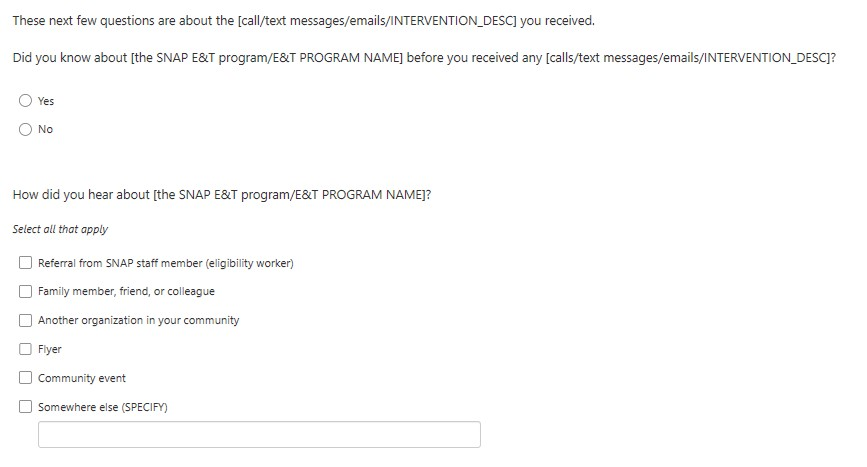 These next few questions are about the [call/text messages/emails/INTERVENTION_DESC] you received.
Did you know about [the SNAP E&T program/E&T PROGRAM NAME] before you received any [calls/text messages/emails/INTERVENTION_DESC]?
Yes
No
How did you hear about [the SNAP E&T program/E&T PROGRAM NAME]?
Select all that apply
Referral from SNAP staff member (eligibility worker)
Family member, friend, or colleague
Another organization in your community
Flyer
Community event
Somewhere else (SPECIFY)